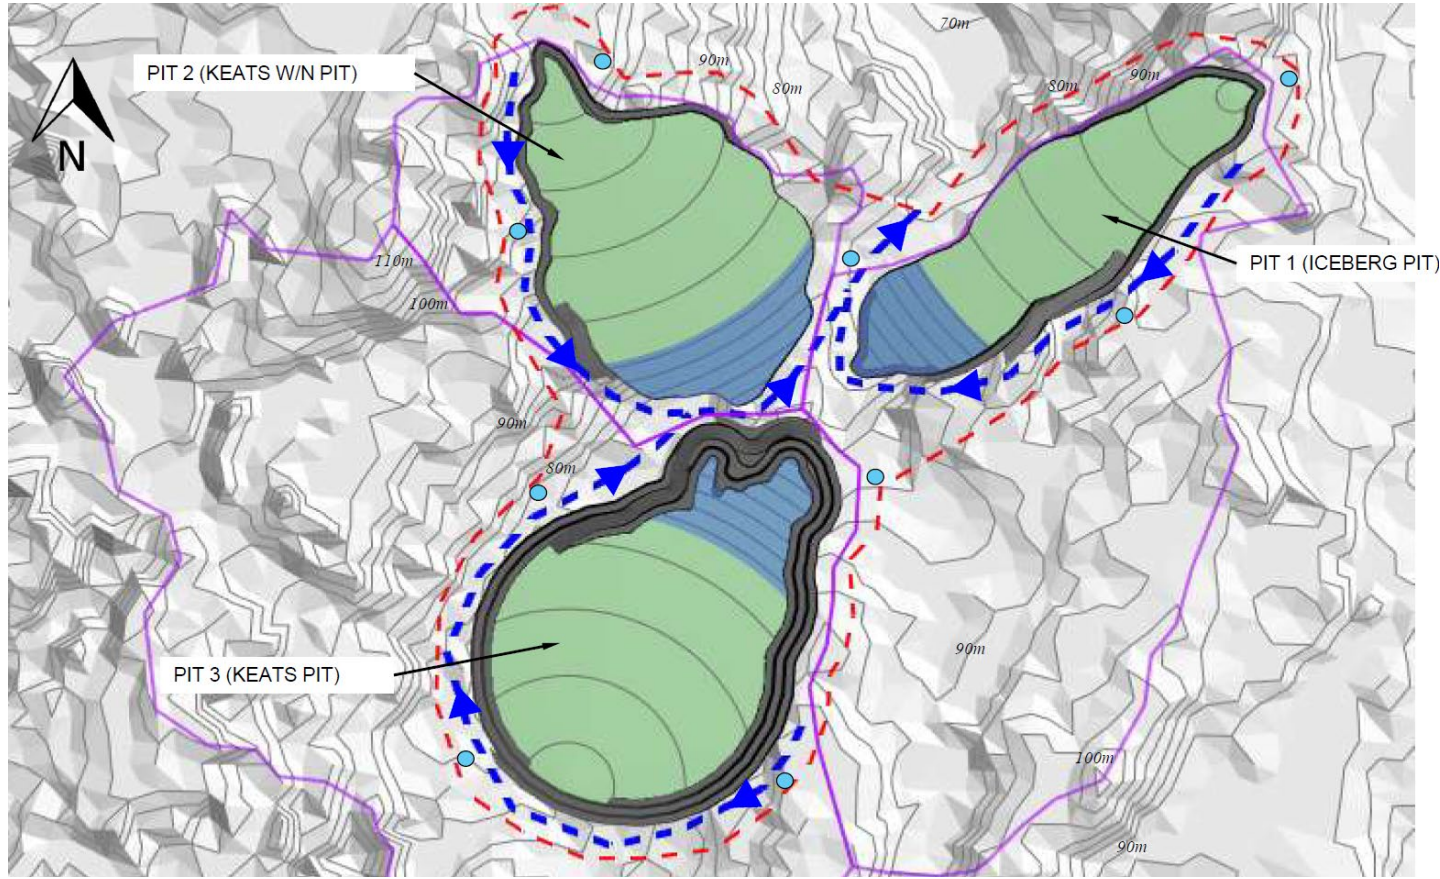 70m
90m
PIT 2 (KEATS W/N PIT)
90m
80m
80m
N
110m
PIT 1 (ICEBERG PIT)
100m
90m
80m
90m
PIT 3 (KEATS PIT)
100m
90m